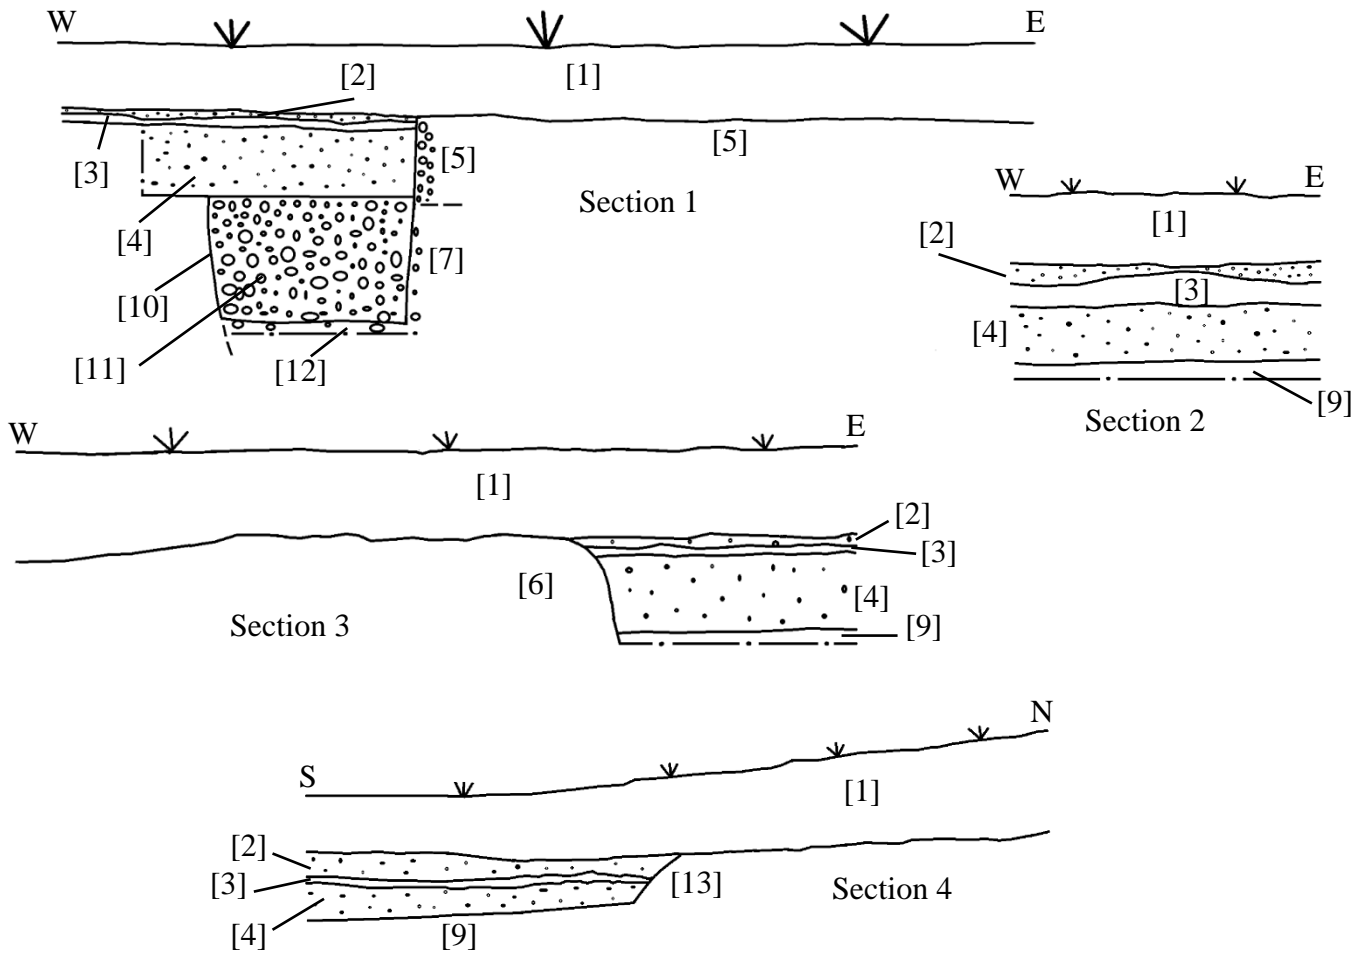 W E
[2] [1]
[3] [5] [5]
Section 1
[4] [7]
[10]
[11] [12]
W E
[1]
[2]
[3]
[4]
[9]
Section 2
W E
[1]
[2]
[3]
[6] [4]
Section 3 [9]
N
S
[1]
[2]
[3] [13] Section 4
[4] [9]